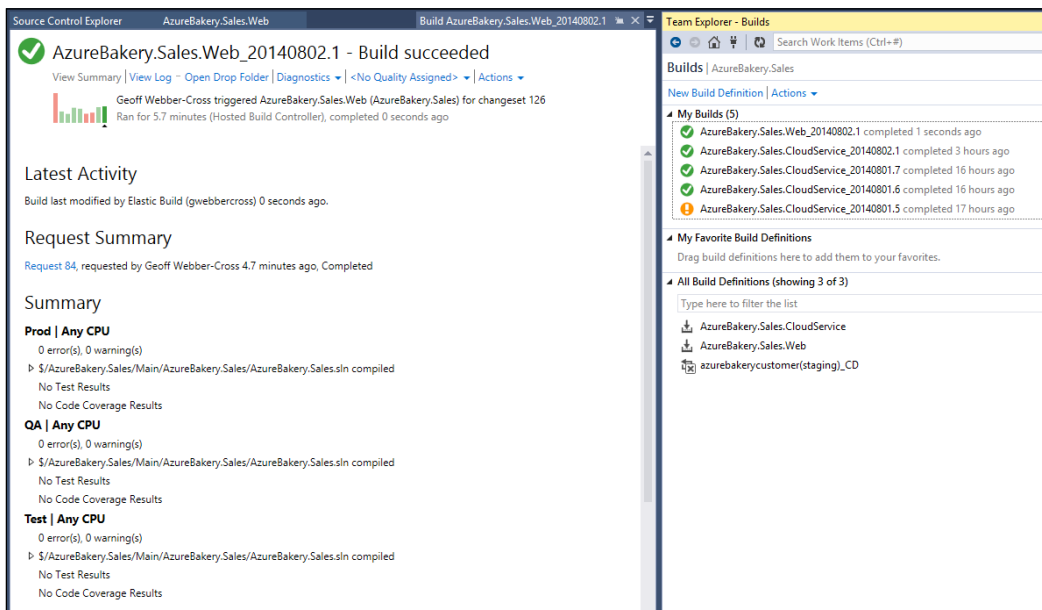 Source Control Explorer AzureBakery.Sales.Web Build AzureBakery.Sales.Web_20140802.1
AzureBakery.Sales.Web_20140802.1 - Build succeeded
View Summary | View Log - Open Drop Folder | Diagnostics | <No Quality Assigned> | Actions
Geoff Webber-Cross triggered AzureBakery.Sales.Web (AzureBakery.Sales) for changeset 126
Ran for 5.7 minutes (Hosted Build Controller), completed 0 seconds ago
Latest Activity
Build last modified by Elastic Build (gwebbercross) 0 seconds ago.
Request Summary
Request 84, requested by Geoff Webber-Cross 4.7 minutes ago, Completed
Summary
Prod | Any CPU
0 error(s), 0 warning(s)
$/AzureBakery.Sales/Main/AzureBakery.Sales/AzureBakery.Sales.sln compiled
No Test Results
No Code Coverage Results
QA | Any CPU
0 error(s), 0 warning(s)
$/AzureBakery.Sales/Main/AzureBakery.Sales/AzureBakery.Sales.sln compiled
No Test Results
No Code Coverage Results
Test | Any CPU
0 error(s), 0 warning(s)
$/AzureBakery.Sales/Main/AzureBakery.Sales/AzureBakery.Sales.sln compiled
No Test Results
No Code Coverage Results
Team Explorer - Builds
Search Work Items (Ctrl+#)
Builds | AzureBakery.Sales
New Build Definition | Actions
My Builds (5)
AzureBakery.Sales.Web_20140802.1 completed 1 seconds ago
AzureBakery.Sales.CloudService_20140802.1 completed 3 hours ago
AzureBakery.Sales.CloudService_20140801.7 completed 16 hours ago
AzureBakery.Sales.CloudService_20140801.6 completed 16 hours ago
AzureBakery.Sales.CloudService_20140801.5 completed 17 hours ago
My Favorite Build Definitions
Drag build definitions here to add them to your favorites.
All Build Definitions (showing 3 of 3)
Type here to filter the list
AzureBakery.Sales.CloudService
AzureBakery.Sales.Web
azurebakerycustomer(staging)_CD